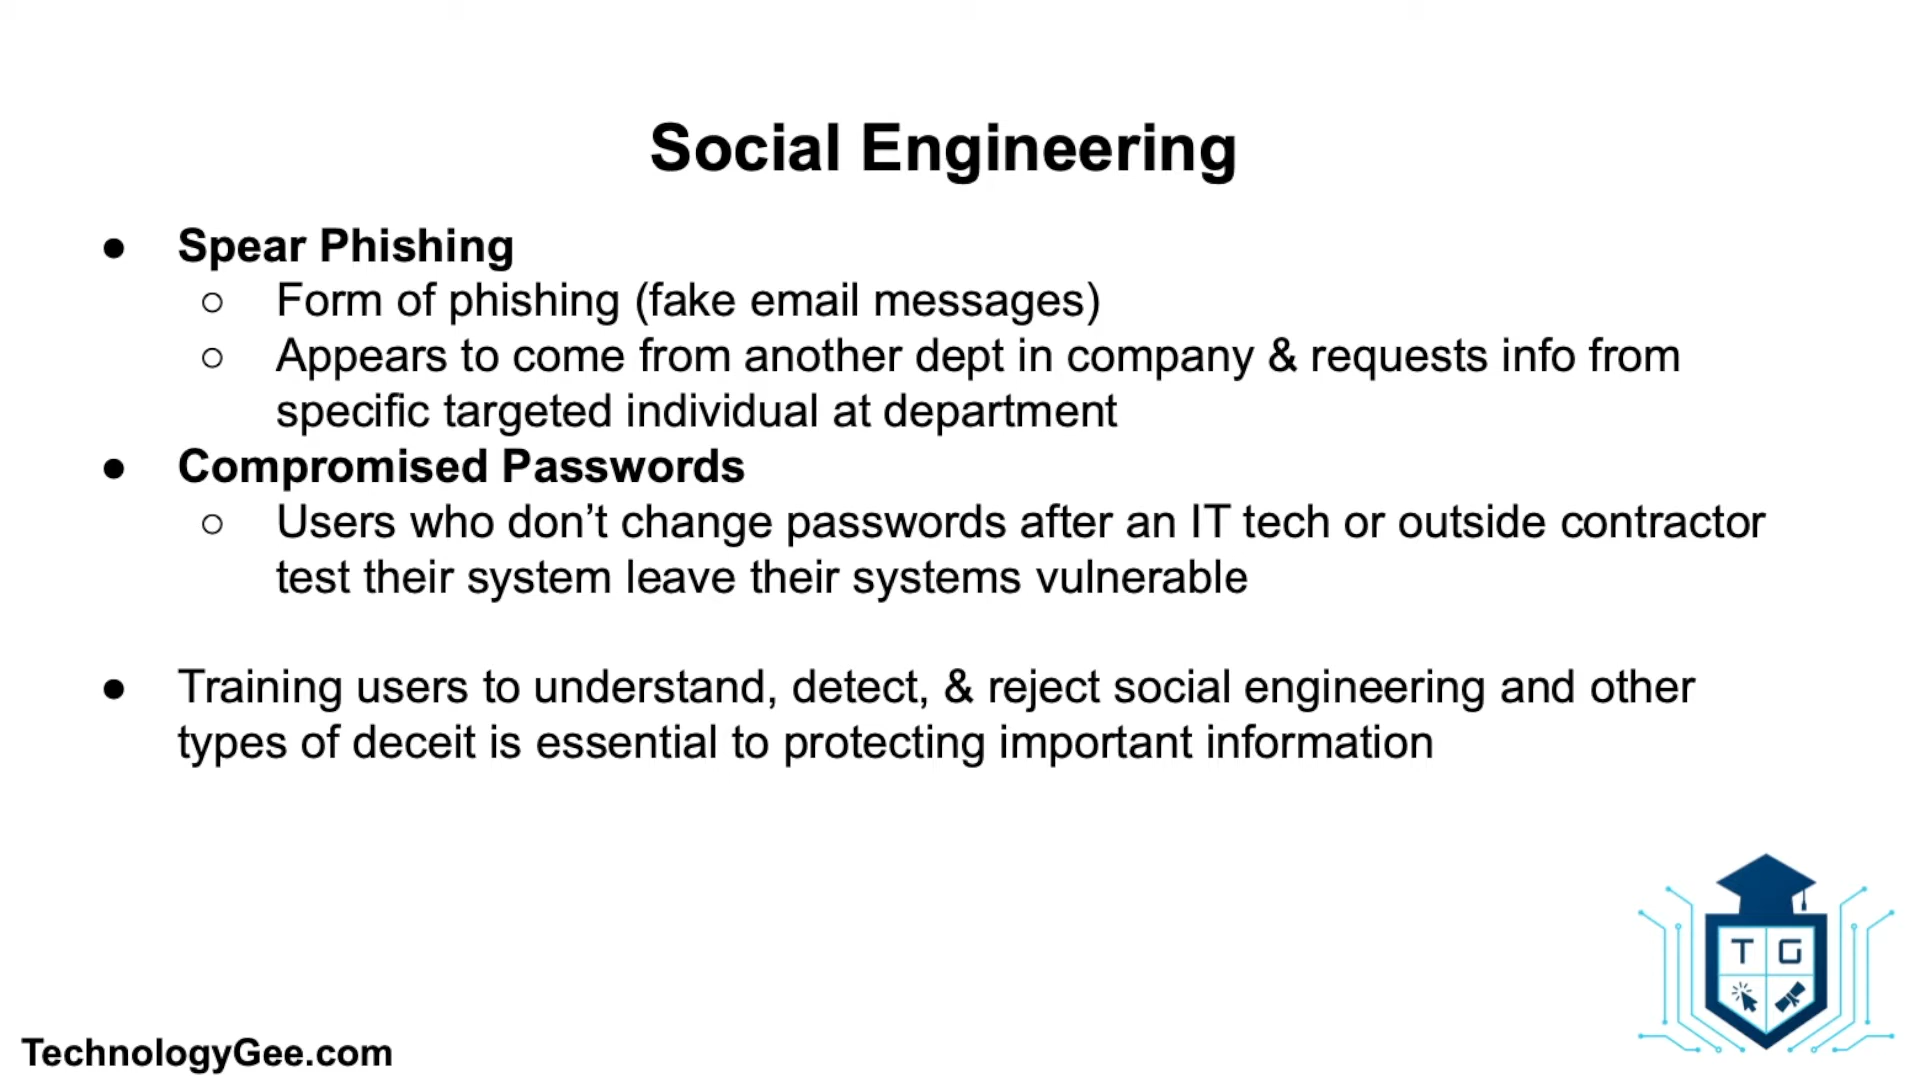 Social Engineering
● Spear Phishing
○ Form of phishing (fake email messages)
○ Appears to come from another dept in company & requests info from
specific targeted individual at department
● Compromised Passwords
○ Users who don’t change passwords after an IT tech or outside contractor
test their system leave their systems vulnerable
● Training users to understand, detect, & reject social engineering and other
types of deceit is essential to protecting important information
T G
TechnologyGee.com